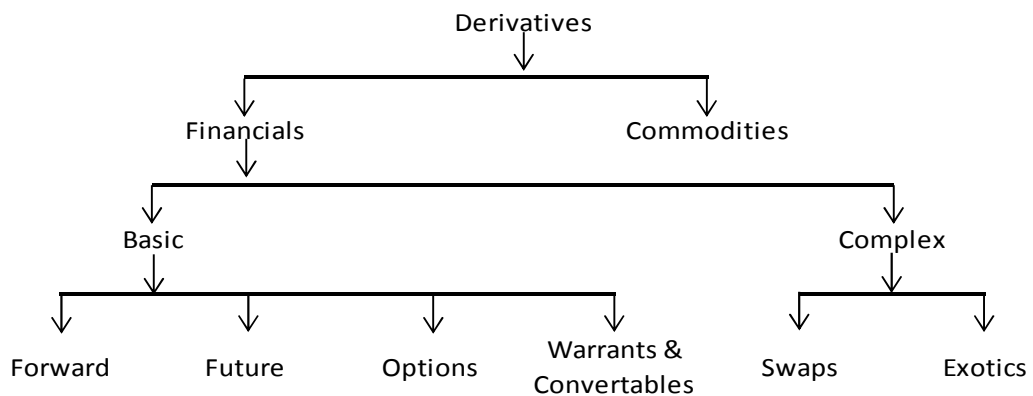 Derivatives
Financials
Commodities
Basic
Complex
Forward
Future
Options
Warrants &
Convertables
Swaps
Exotics